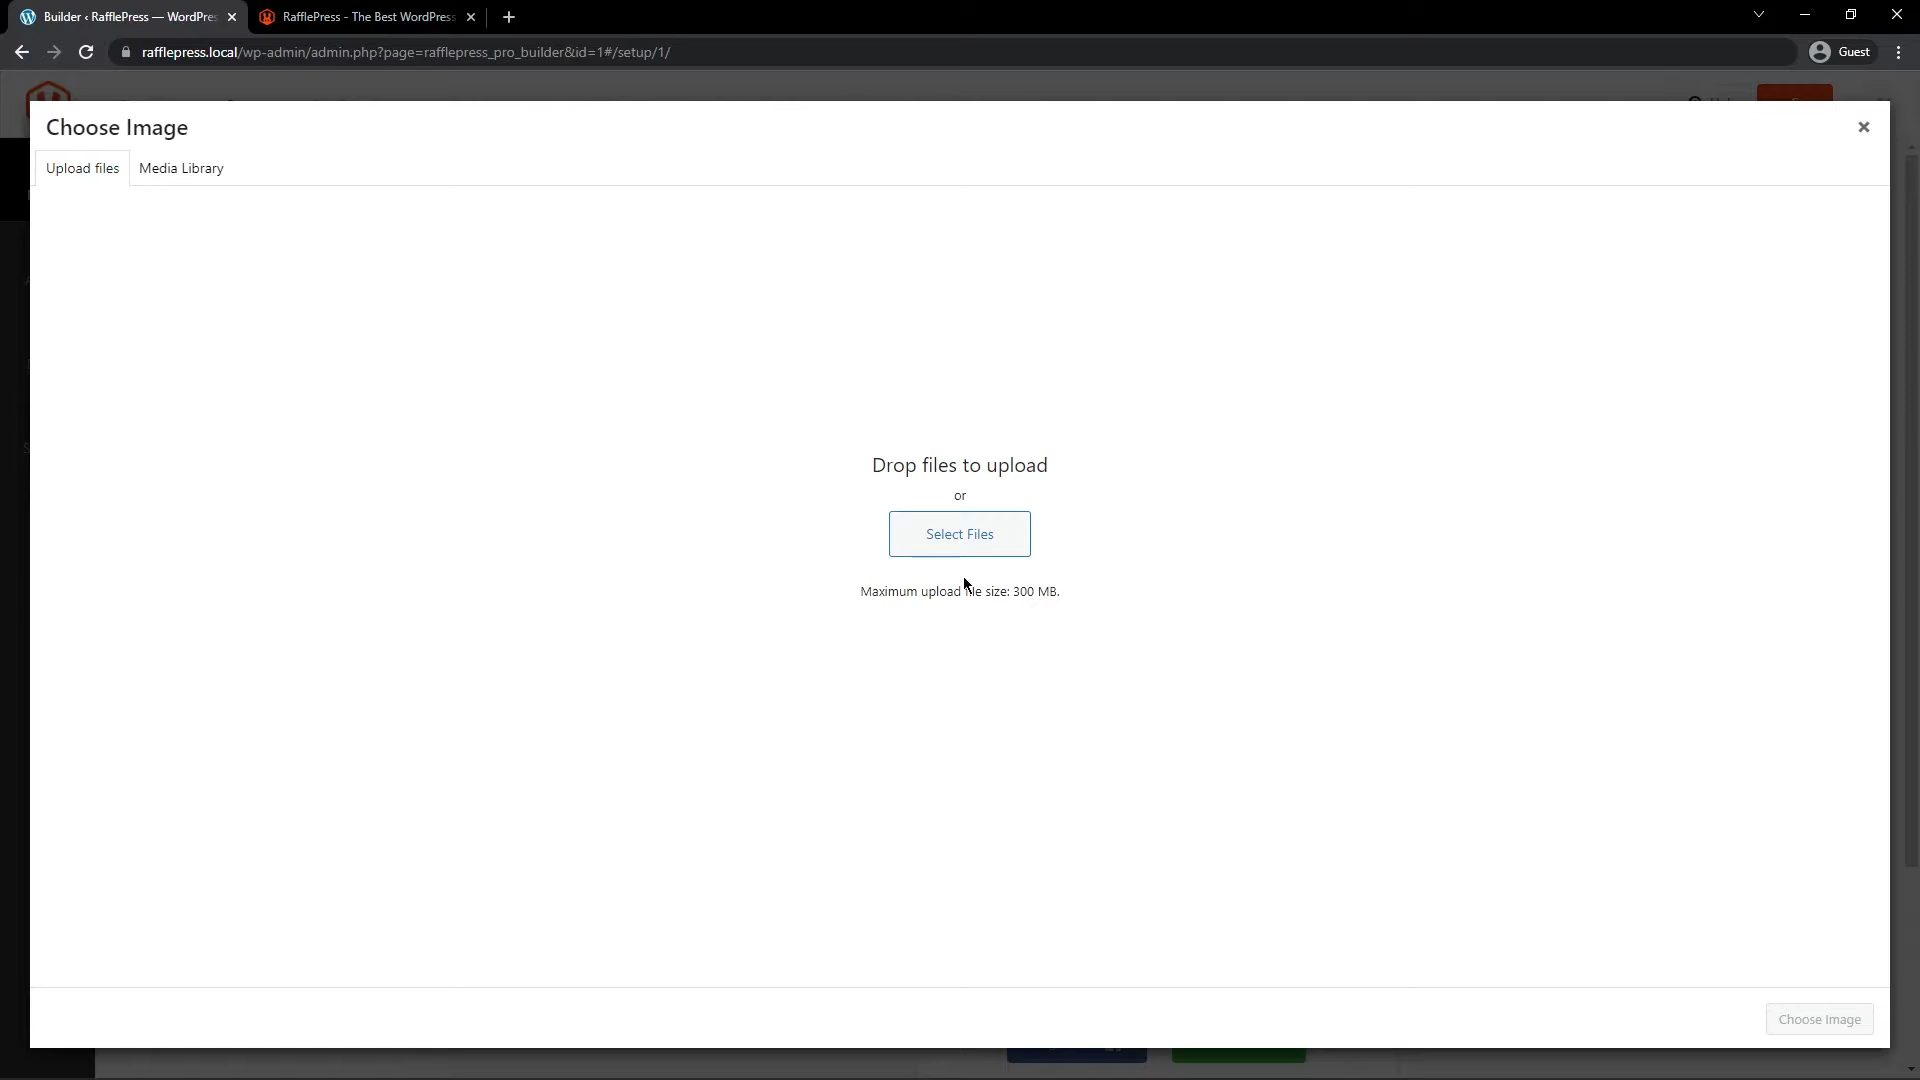 Builder ‹ RafflePress — WordPres
RafflePress - The Best WordPress
rafflepress.local/wp-admin/admin.php?page=rafflepress_pro_builder&id=1#/setup/1/
Guest
Choose Image
Upload files
Media Library
Drop files to upload
or
Select Files
Maximum upload file size: 300 MB.
Choose Image